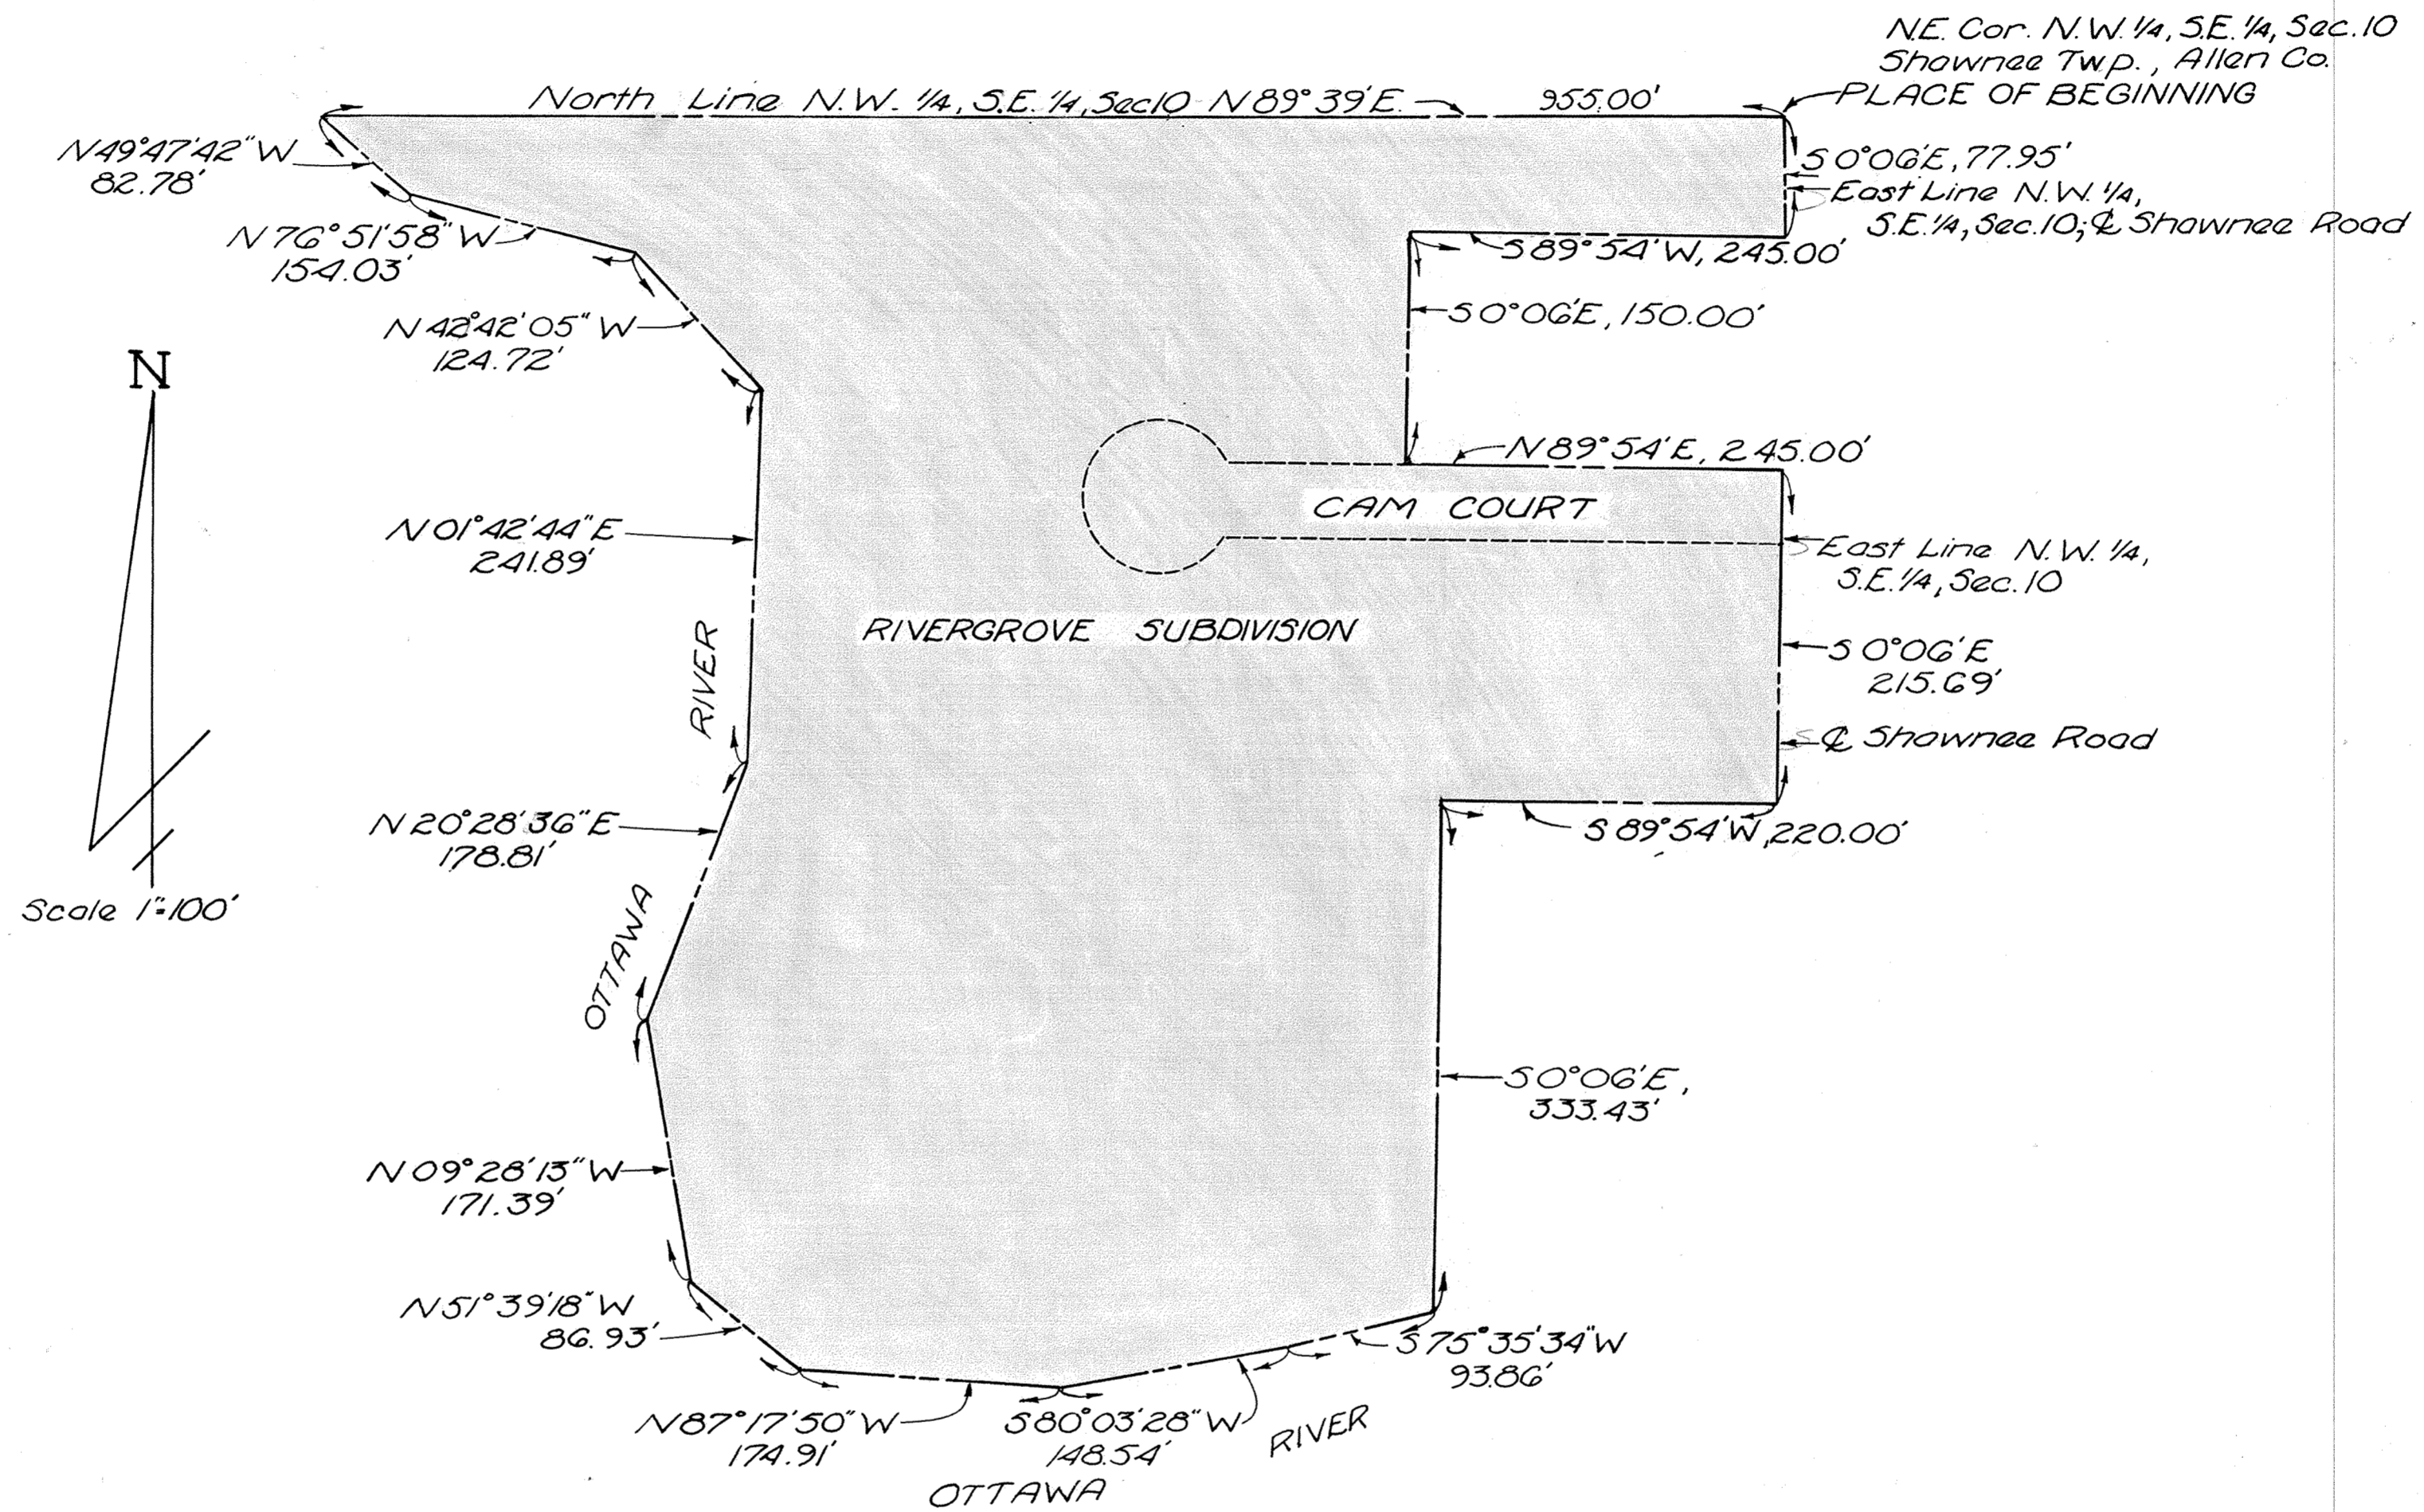 N.E. Cor. N.W. 1/4, S.E. 1/4, Sec. 10
Shawnee Twp., Allen Co.
PLACE OF BEGINNING
North Line N.W. 1/4, S.E. 1/4, Sec 10 N 89° 39' E.
955.00'
N 49° 47' 42" W
82.78'
S 0° 06' E, 77.95'
East Line N.W. 1/4,
S.E. 1/4, Sec. 10; ℄ Shawnee Road
N 76° 51' 58" W
154.03'
S 89° 54' W, 245.00'
N 42° 42' 05" W
124.72'
S 0° 06' E, 150.00'
N
N 89° 54' E, 245.00'
CAM COURT
N 01° 42' 44" E
241.89'
East Line N.W. 1/4,
S.E. 1/4, Sec. 10
RIVERGROVE SUBDIVISION
S 0° 06' E
215.69'
RIVER
℄ Shawnee Road
N 20° 28' 36" E
178.81'
S 89° 54' W, 220.00'
Scale 1"=100'
OTTAWA
S 0° 06' E,
333.43'
N 09° 28' 13" W
171.39'
N 51° 39' 18" W
86.93'
S 75° 35' 34" W
93.86'
N 87° 17' 50" W
174.91'
S 80° 03' 28" W
148.54'
RIVER
OTTAWA